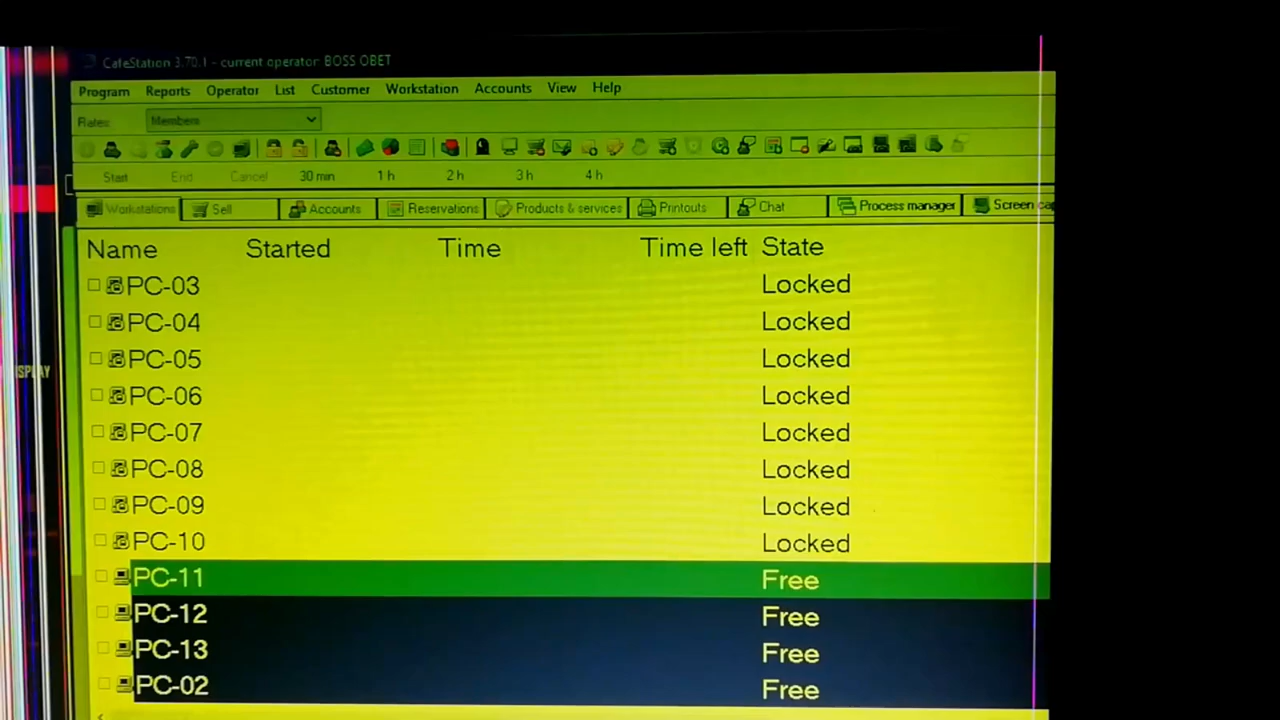 CafeStation 3.70.1 - current operator: BOSS OBET
Program Reports Operator List Customer Workstation Accounts View Help
Rates: Members
Start End Cancel 30 min 1 h 2 h 3 h 4 h
Workstations Sell Accounts Reservations Products & services Printouts Chat Process manager Screen cap
Name Started Time Time left State
PC-03 Locked
PC-04 Locked
PC-05 Locked
ISPLAY
PC-06 Locked
PC-07 Locked
PC-08 Locked
PC-09 Locked
PC-10 Locked
PC-11 Free
PC-12 Free
PC-13 Free
PC-02 Free